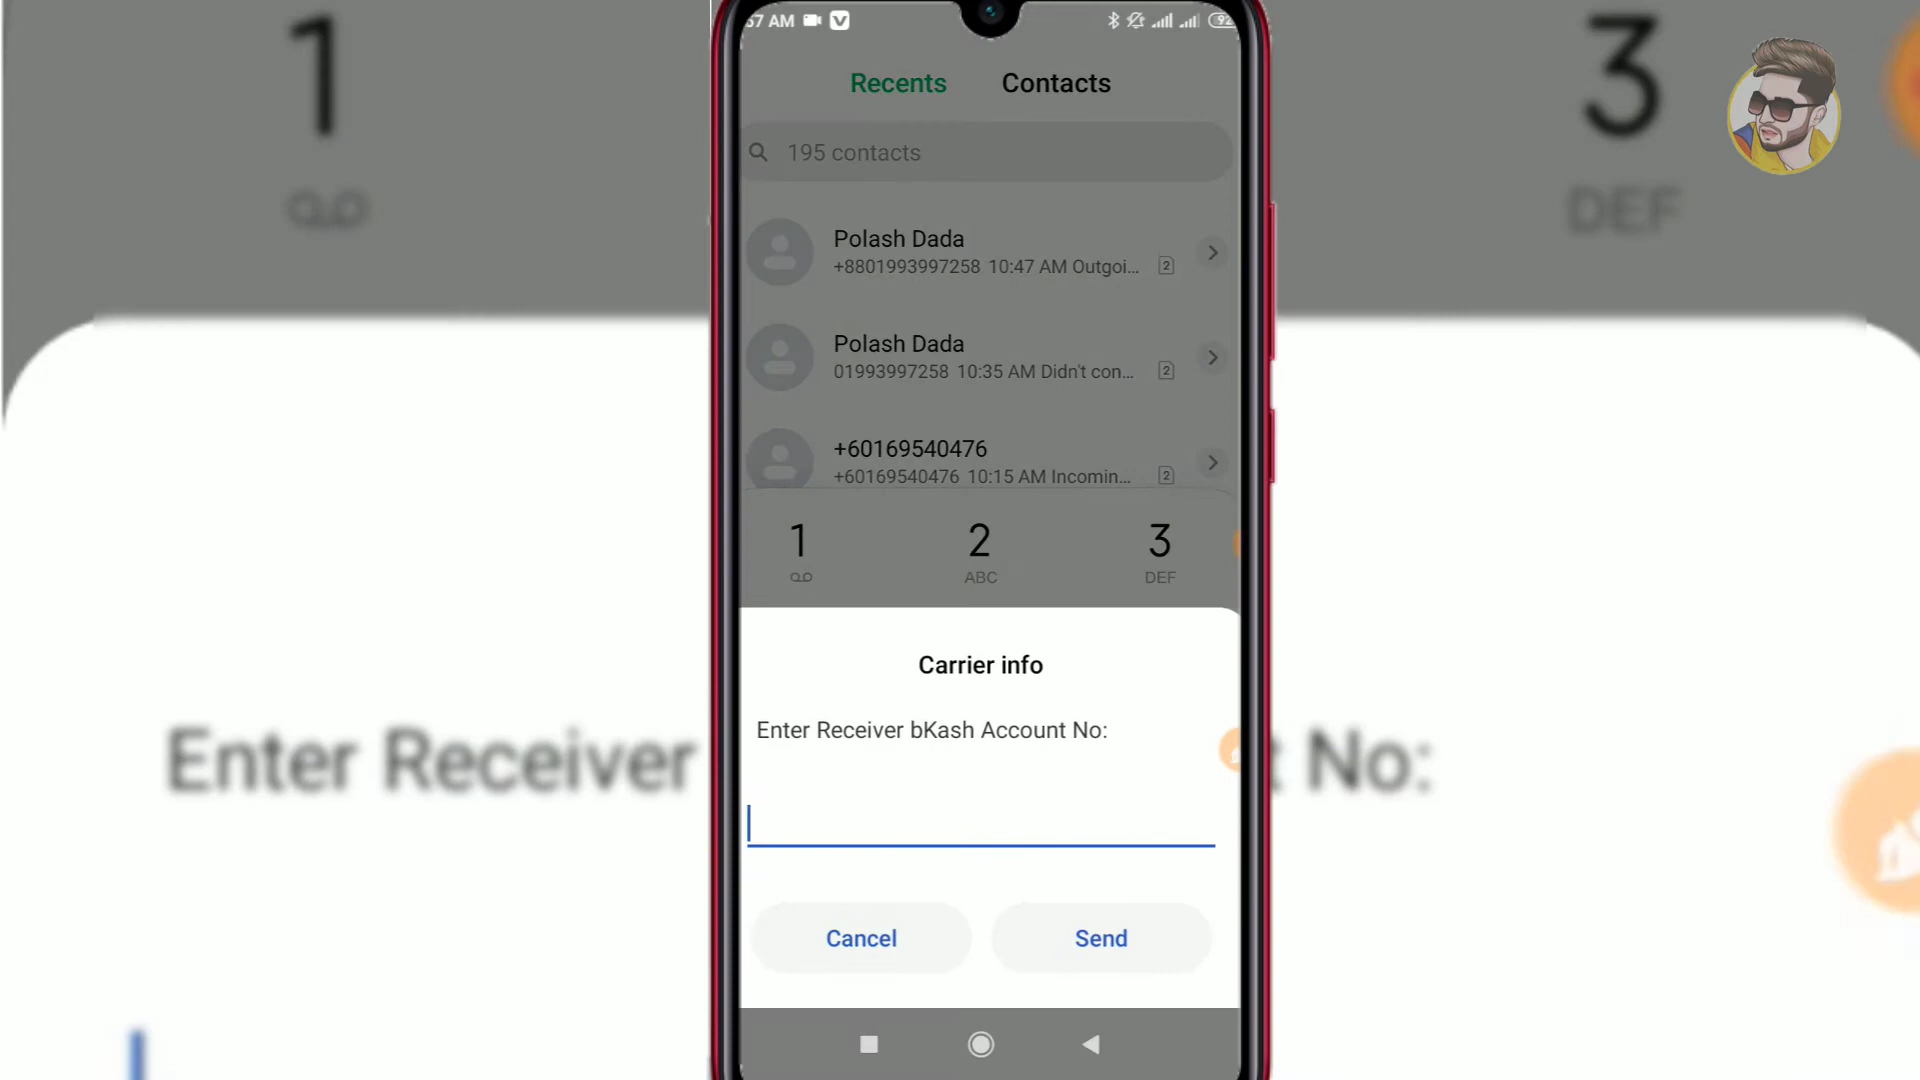 1
3
DEF
57 AM
92
Recents Contacts
195 contacts
Polash Dada
+8801993997258 10:47 AM Outgoi... 2
Polash Dada
01993997258 10:35 AM Didn't con... 2
+60169540476
+60169540476 10:15 AM Incomin... 2
1 2 3
ABC DEF
Carrier info
Enter Receiver bKash Account No:
Enter Receiver
t No:
Cancel Send